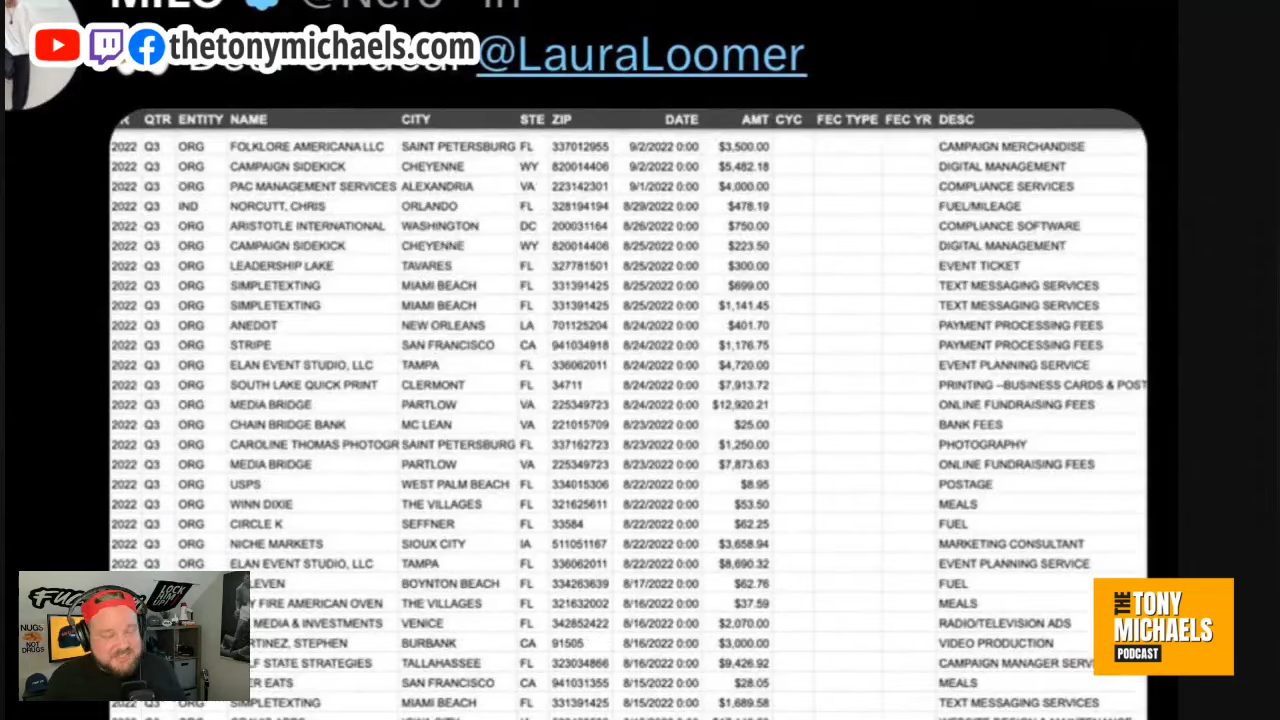 MILO @Nero
thetonymichaels.com
@LauraLoomer
QTR ENTITY NAME CITY STE ZIP DATE AMT CYC FEC TYPE FEC YR DESC
2022 Q3 ORG FOLKLORE AMERICANA LLC SAINT PETERSBURG FL 337012955 9/2/2022 0:00 $3,500.00 CAMPAIGN MERCHANDISE
2022 Q3 ORG CAMPAIGN SIDEKICK CHEYENNE WY 820014406 9/2/2022 0:00 $5,482.18 DIGITAL MANAGEMENT
2022 Q3 ORG PAC MANAGEMENT SERVICES ALEXANDRIA VA 223142301 9/1/2022 0:00 $4,000.00 COMPLIANCE SERVICES
2022 Q3 IND NORCUTT, CHRIS ORLANDO FL 328194194 8/29/2022 0:00 $478.19 FUEL/MILEAGE
2022 Q3 ORG ARISTOTLE INTERNATIONAL WASHINGTON DC 200031164 8/26/2022 0:00 $750.00 COMPLIANCE SOFTWARE
2022 Q3 ORG CAMPAIGN SIDEKICK CHEYENNE WY 820014406 8/25/2022 0:00 $223.50 DIGITAL MANAGEMENT
2022 Q3 ORG LEADERSHIP LAKE TAVARES FL 327781501 8/25/2022 0:00 $300.00 EVENT TICKET
2022 Q3 ORG SIMPLETEXTING MIAMI BEACH FL 331391425 8/25/2022 0:00 $699.00 TEXT MESSAGING SERVICES
2022 Q3 ORG SIMPLETEXTING MIAMI BEACH FL 331391425 8/25/2022 0:00 $1,141.45 TEXT MESSAGING SERVICES
2022 Q3 ORG ANEDOT NEW ORLEANS LA 701125204 8/24/2022 0:00 $401.70 PAYMENT PROCESSING FEES
2022 Q3 ORG STRIPE SAN FRANCISCO CA 941034918 8/24/2022 0:00 $1,176.75 PAYMENT PROCESSING FEES
2022 Q3 ORG ELAN EVENT STUDIO, LLC TAMPA FL 336062011 8/24/2022 0:00 $4,720.00 EVENT PLANNING SERVICE
2022 Q3 ORG SOUTH LAKE QUICK PRINT CLERMONT FL 34711 8/24/2022 0:00 $7,913.72 PRINTING --BUSINESS CARDS & POST
2022 Q3 ORG MEDIA BRIDGE PARTLOW VA 225349723 8/24/2022 0:00 $12,920.21 ONLINE FUNDRAISING FEES
2022 Q3 ORG CHAIN BRIDGE BANK MC LEAN VA 221015709 8/23/2022 0:00 $25.00 BANK FEES
2022 Q3 ORG CAROLINE THOMAS PHOTOGR SAINT PETERSBURG FL 337162723 8/23/2022 0:00 $1,250.00 PHOTOGRAPHY
2022 Q3 ORG MEDIA BRIDGE PARTLOW VA 225349723 8/23/2022 0:00 $7,873.63 ONLINE FUNDRAISING FEES
2022 Q3 ORG USPS WEST PALM BEACH FL 334015306 8/22/2022 0:00 $8.95 POSTAGE
2022 Q3 ORG WINN DIXIE THE VILLAGES FL 321625611 8/22/2022 0:00 $53.50 MEALS
2022 Q3 ORG CIRCLE K SEFFNER FL 33584 8/22/2022 0:00 $62.25 FUEL
2022 Q3 ORG NICHE MARKETS SIOUX CITY IA 511051167 8/22/2022 0:00 $3,658.94 MARKETING CONSULTANT
2022 Q3 ORG ELAN EVENT STUDIO, LLC TAMPA FL 336062011 8/22/2022 0:00 $8,690.32 EVENT PLANNING SERVICE
LEVEN BOYNTON BEACH FL 334263639 8/17/2022 0:00 $62.76 FUEL
Y FIRE AMERICAN OVEN THE VILLAGES FL 321632002 8/16/2022 0:00 $37.59 MEALS
MEDIA & INVESTMENTS VENICE FL 342852422 8/16/2022 0:00 $2,070.00 RADIO/TELEVISION ADS
RTINEZ, STEPHEN BURBANK CA 91505 8/16/2022 0:00 $3,000.00 VIDEO PRODUCTION
LF STATE STRATEGIES TALLAHASSEE FL 323034866 8/16/2022 0:00 $9,426.92 CAMPAIGN MANAGER SERV
ER EATS SAN FRANCISCO CA 941031355 8/15/2022 0:00 $28.05 MEALS
SIMPLETEXTING MIAMI BEACH FL 331391425 8/15/2022 0:00 $1,689.58 TEXT MESSAGING SERVICES
LOCK HIM UP!
NUGS
NOT
DRUGS
THE TONY
MICHAELS
PODCAST